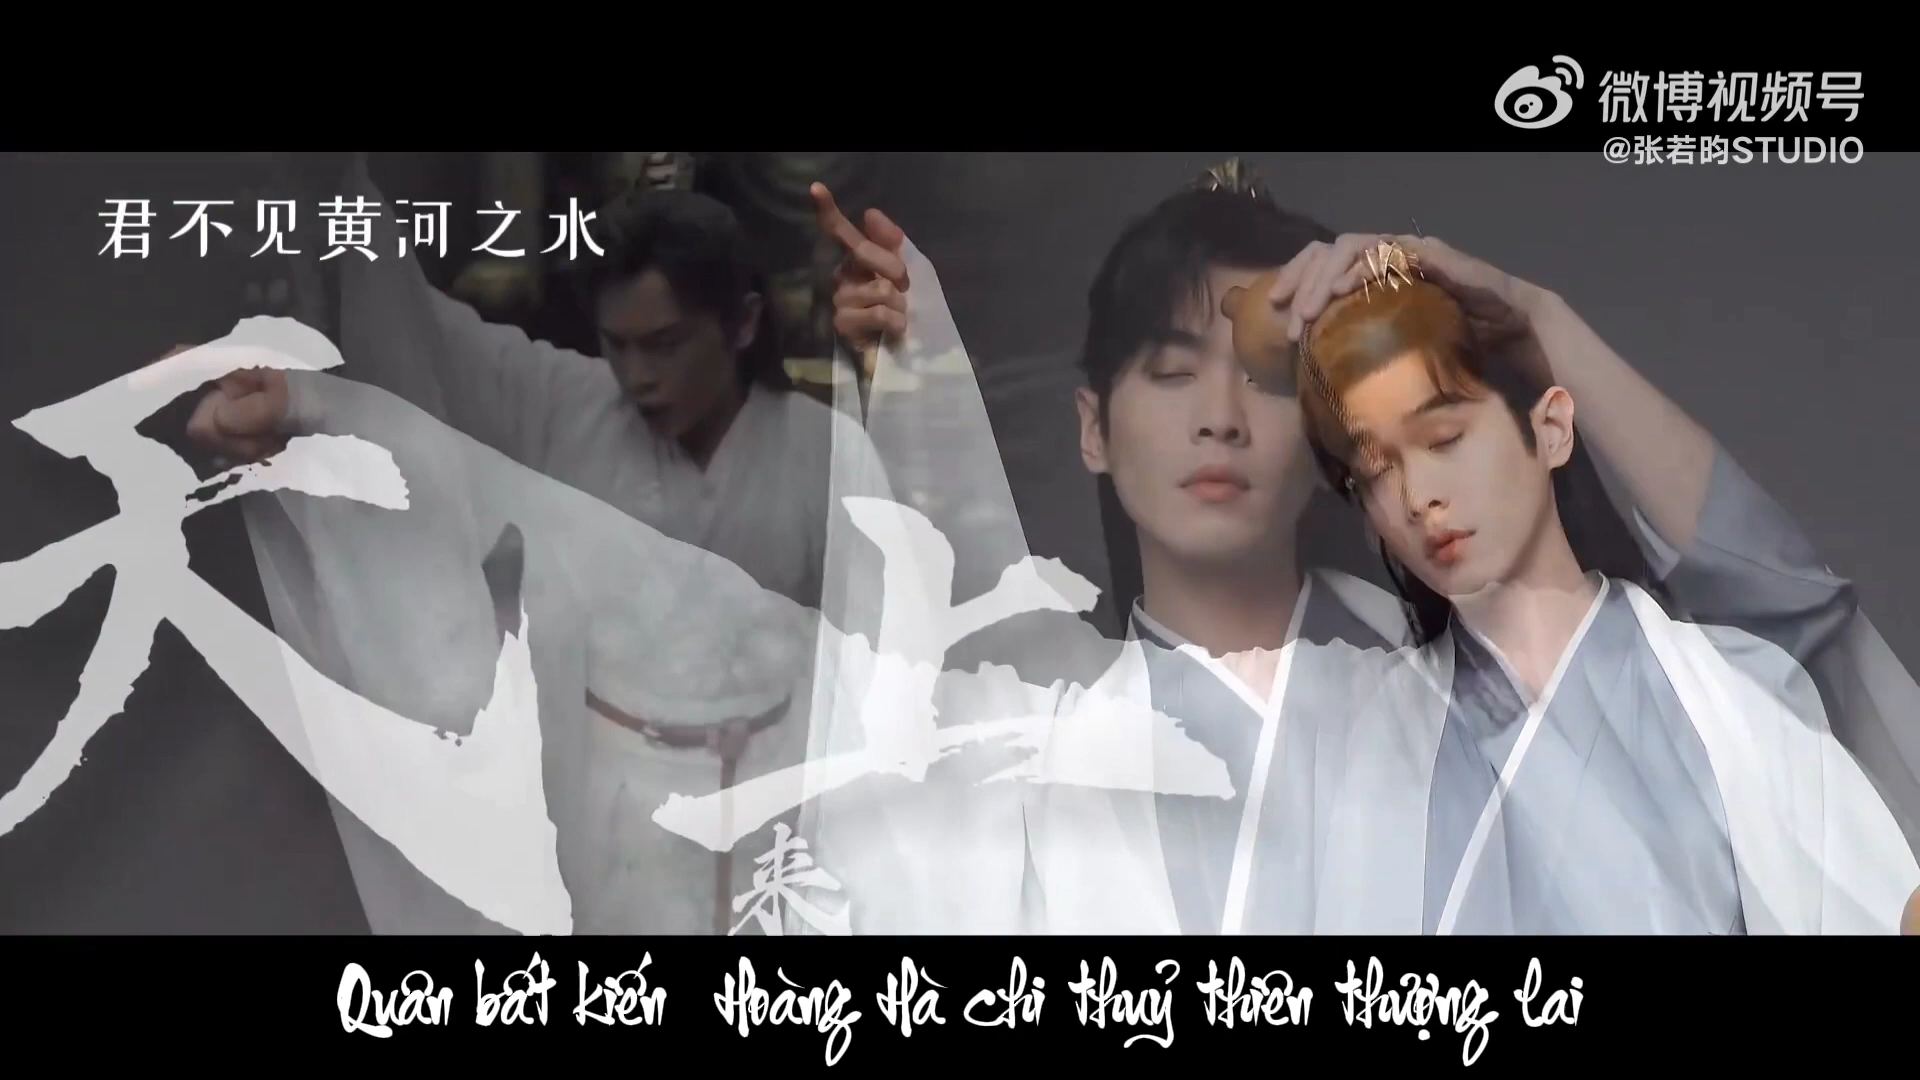 微博视频号
@张若昀STUDIO
君不见黄河之水
天上
来
Quân bất kiến Hoàng Hà chi thuỷ thiên thượng lai